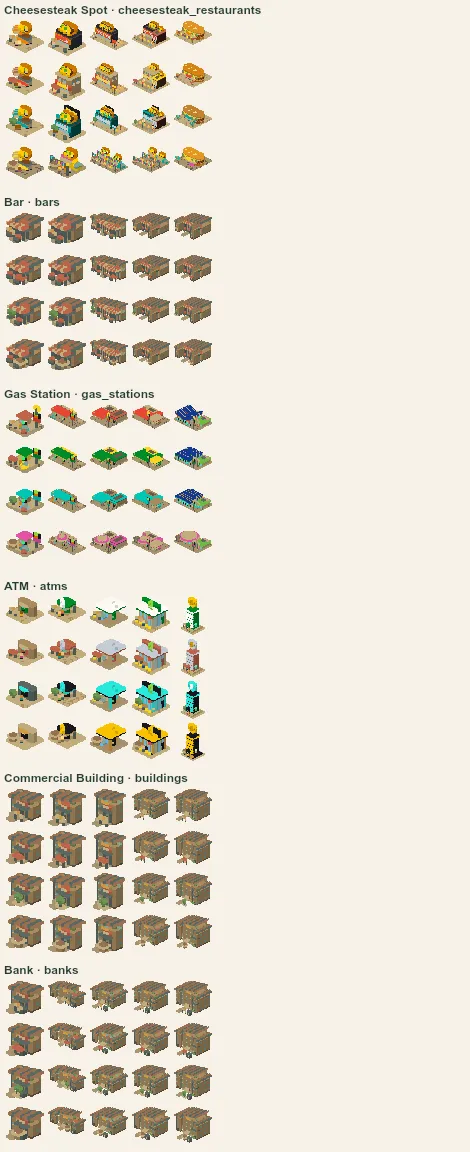 Cheesesteak Spot · cheesesteak_restaurants
Bar · bars
Gas Station · gas_stations
ATM · atms
Commercial Building · buildings
Bank · banks